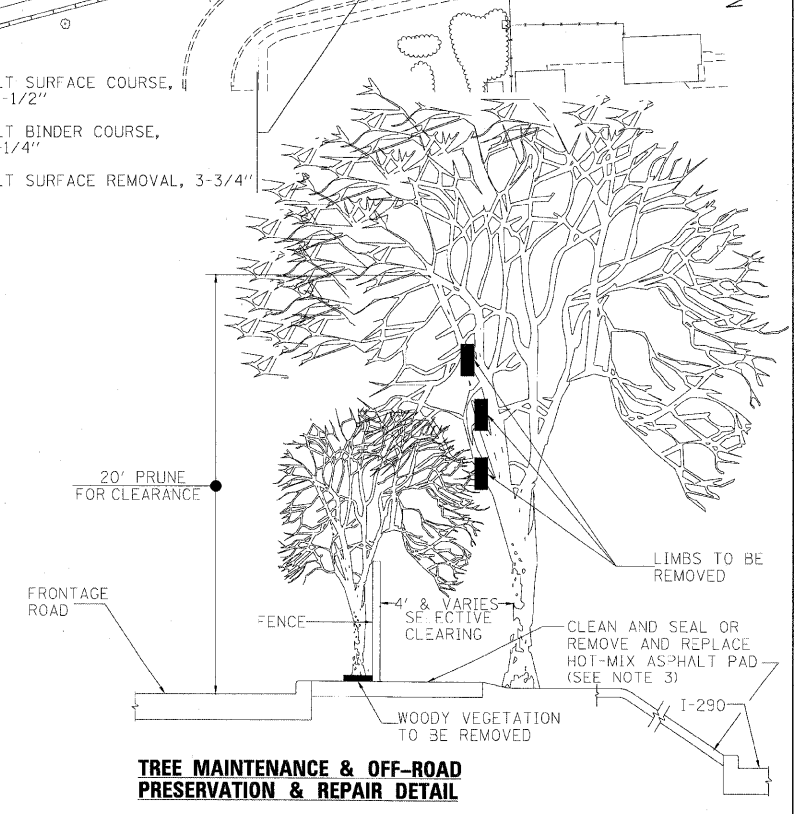 LT SURFACE COURSE,
-1/2"
LT BINDER COURSE,
-1/4"
LT SURFACE REMOVAL, 3-3/4"
20' PRUNE
FOR CLEARANCE
LIMBS TO BE
REMOVED
FRONTAGE
ROAD
FENCE
4' & VARIES
SELECTIVE
CLEARING
CLEAN AND SEAL OR
REMOVE AND REPLACE
HOT-MIX ASPHALT PAD
(SEE NOTE 3)
I-290
WOODY VEGETATION
TO BE REMOVED
TREE MAINTENANCE & OFF-ROAD
PRESERVATION & REPAIR DETAIL